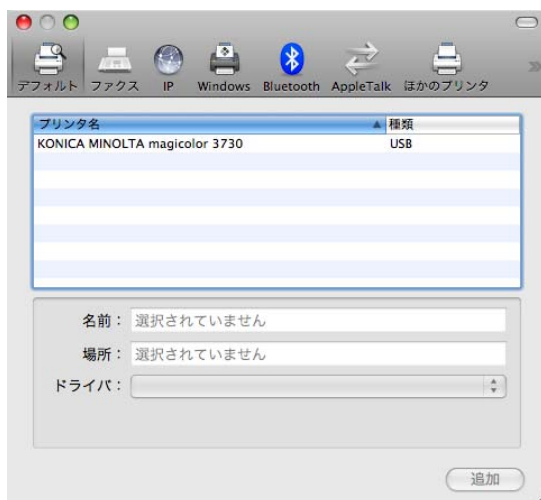 デフォルト ファクス IP Windows Bluetooth AppleTalk ほかのプリンタ
プリンタ名 種類
KONICA MINOLTA magicolor 3730 USB
名前： 選択されていません
場所： 選択されていません
ドライバ：
追加